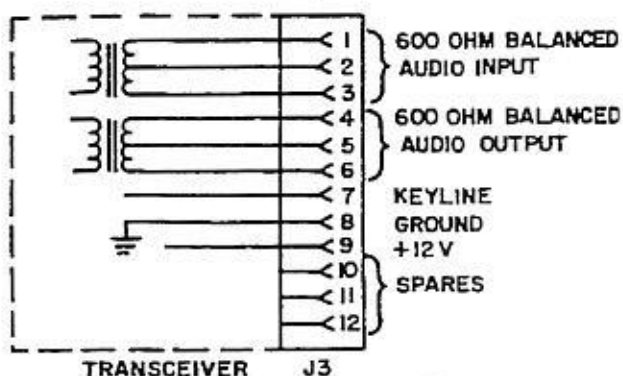 1
2
3
600 OHM BALANCED
AUDIO INPUT
4
5
6
600 OHM BALANCED
AUDIO OUTPUT
7 KEYLINE
8 GROUND
9 +12V
10
11
12
SPARES
TRANSCEIVER J3